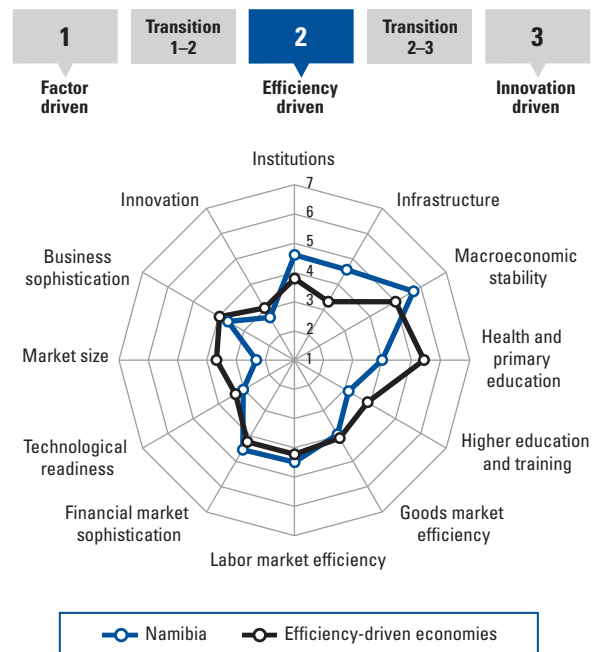 1
Transition
1–2
2
Transition
2–3
3
Factor
driven
Efficiency
driven
Innovation
driven
Institutions
Innovation
Infrastructure
Business
sophistication
Macroeconomic
stability
Market size
Health and
primary
education
Technological
readiness
Higher education
and training
Financial market
sophistication
Goods market
efficiency
Labor market efficiency
7
6
5
4
3
2
1
Namibia
Efficiency-driven economies